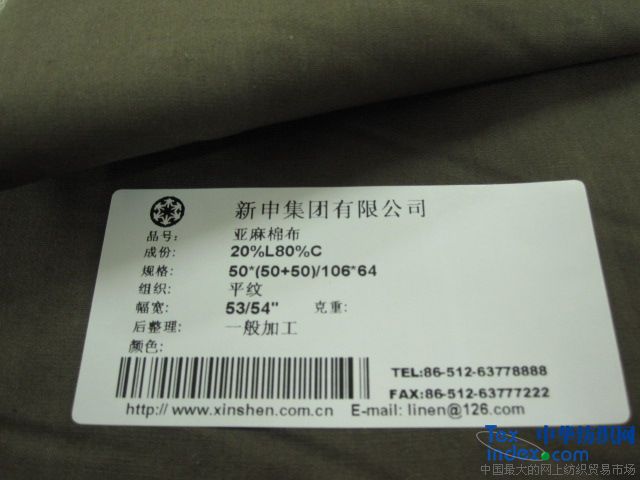 新申集团有限公司
品号: 亚麻棉布
成份: 20%L80%C
规格: 50*(50+50)/106*64
组织: 平纹
幅宽: 53/54" 克重:
后整理: 一般加工
颜色:
TEL:86-512-63778888
FAX:86-512-63777222
http://www.xinshen.com.cn E-mail: linen@126.com
Tex 中华纺织网
index.com
中国最大的网上纺织贸易市场